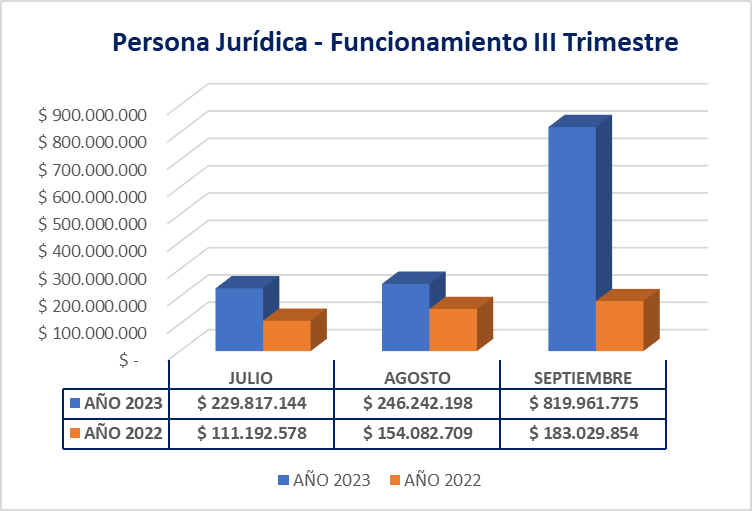 Persona Jurídica - Funcionamiento III Trimestre
$ 900.000.000
$ 800.000.000
$ 700.000.000
$ 600.000.000
$ 500.000.000
$ 400.000.000
$ 300.000.000
$ 200.000.000
$ 100.000.000
$ -
JULIO AGOSTO SEPTIEMBRE
AÑO 2023 $ 229.817.144 $ 246.242.198 $ 819.961.775
AÑO 2022 $ 111.192.578 $ 154.082.709 $ 183.029.854
AÑO 2023 AÑO 2022